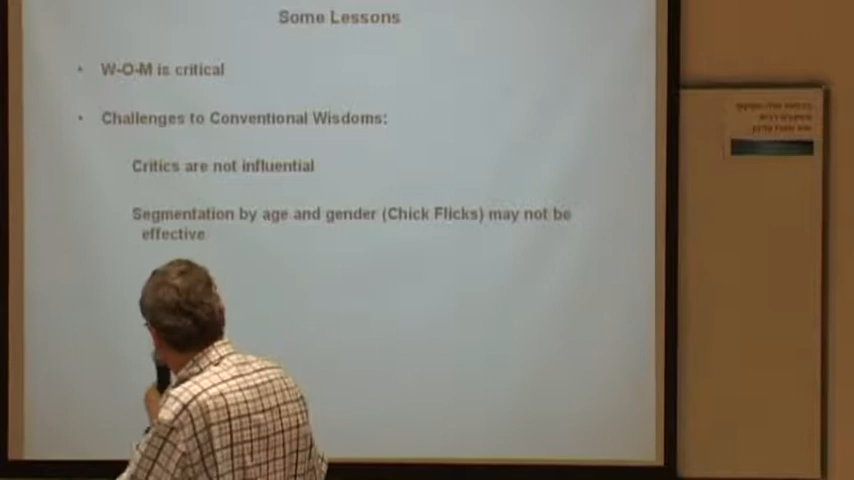 Some Lessons
• W-O-M is critical
• Challenges to Conventional Wisdoms:
Critics are not influential
Segmentation by age and gender (Chick Flicks) may not be
effective